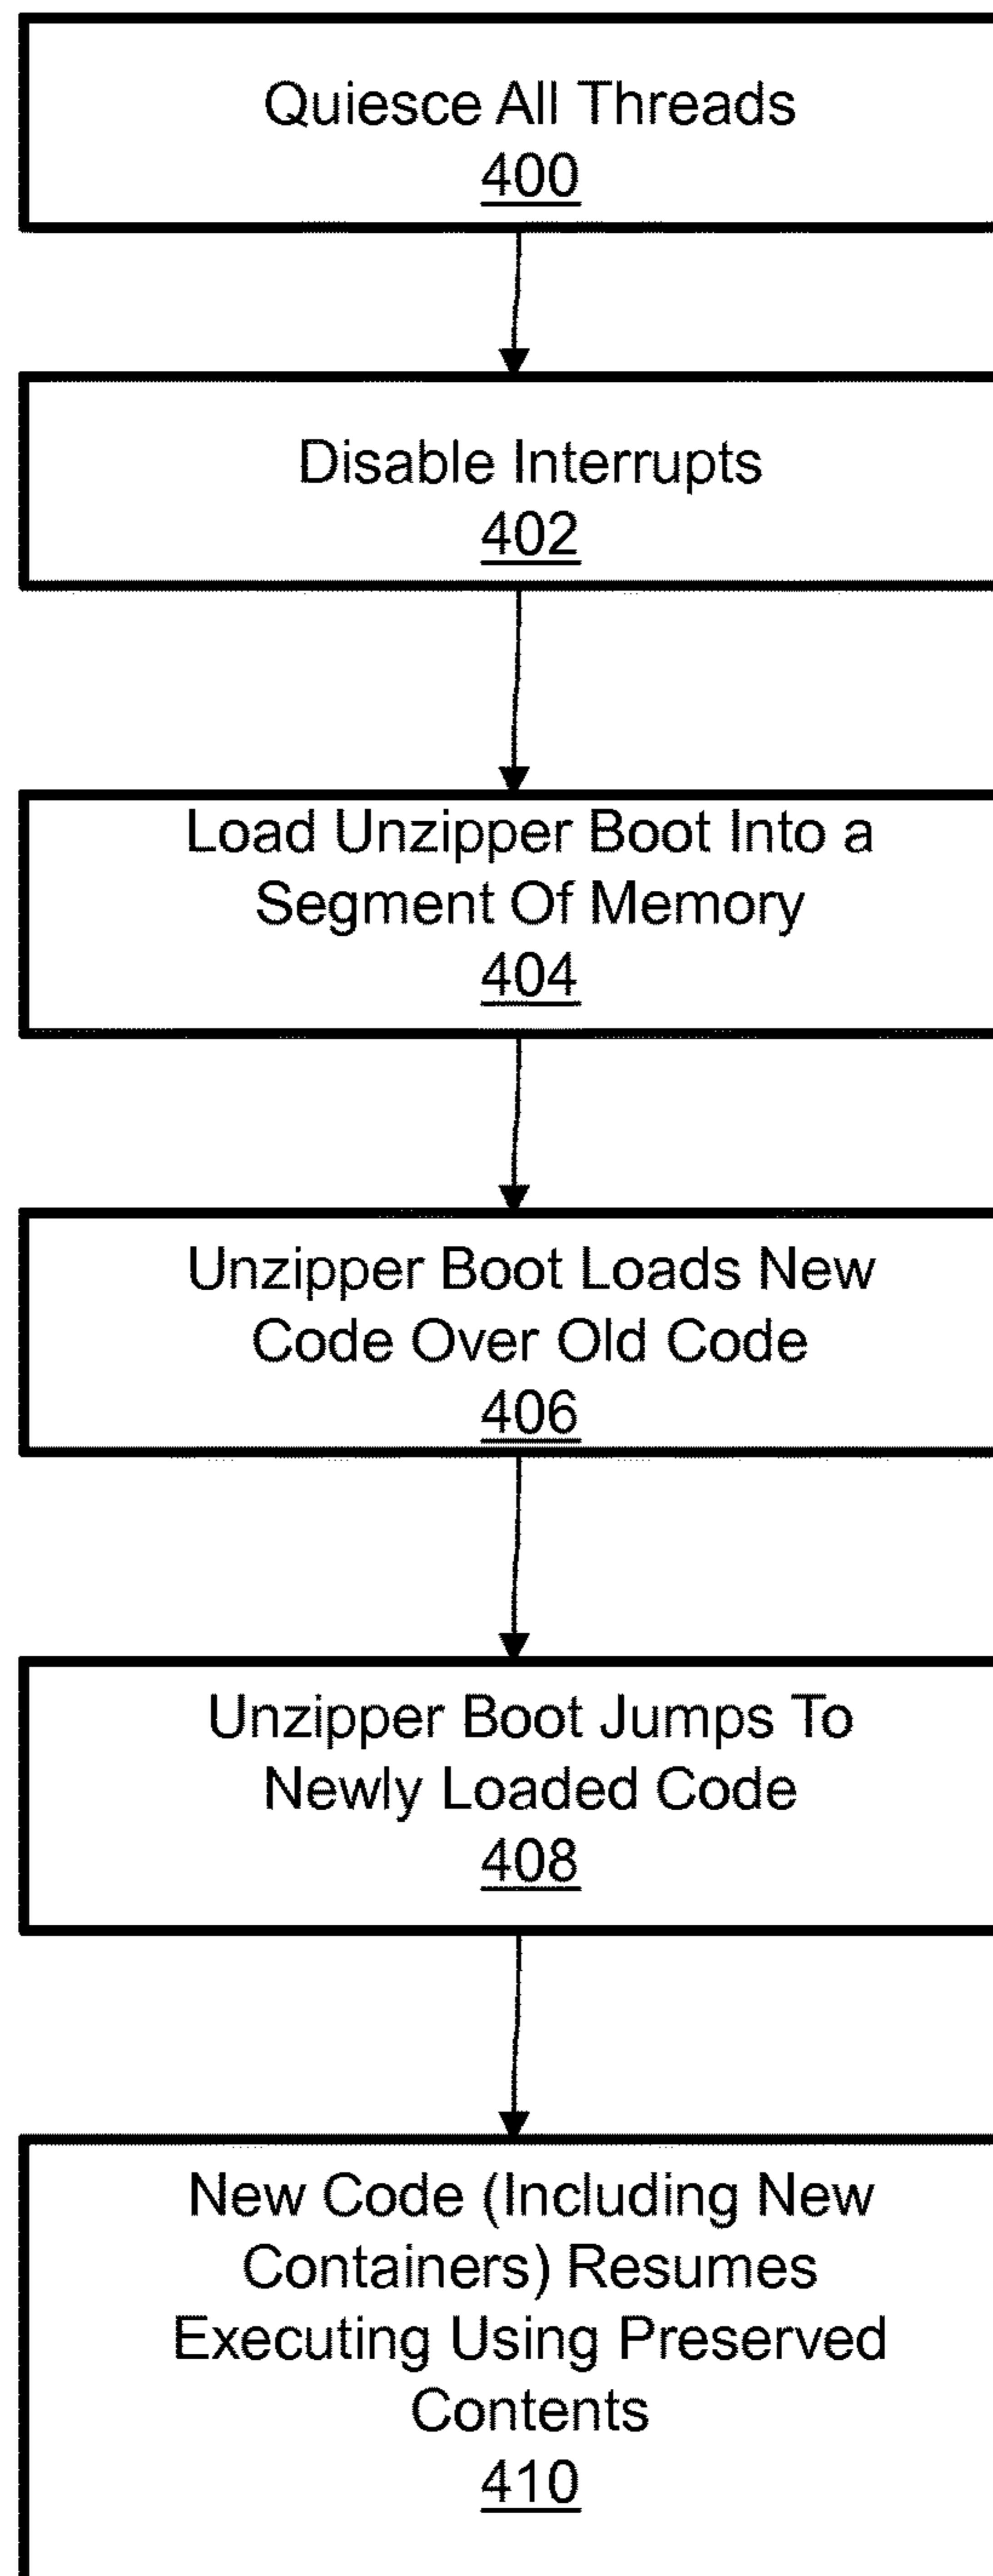 Quiesce All Threads
400
Disable Interrupts
402
Load Unzipper Boot Into a
Segment Of Memory
404
Unzipper Boot Loads New
Code Over Old Code
406
Unzipper Boot Jumps To
Newly Loaded Code
408
New Code (Including New
Containers) Resumes
Executing Using Preserved
Contents
410